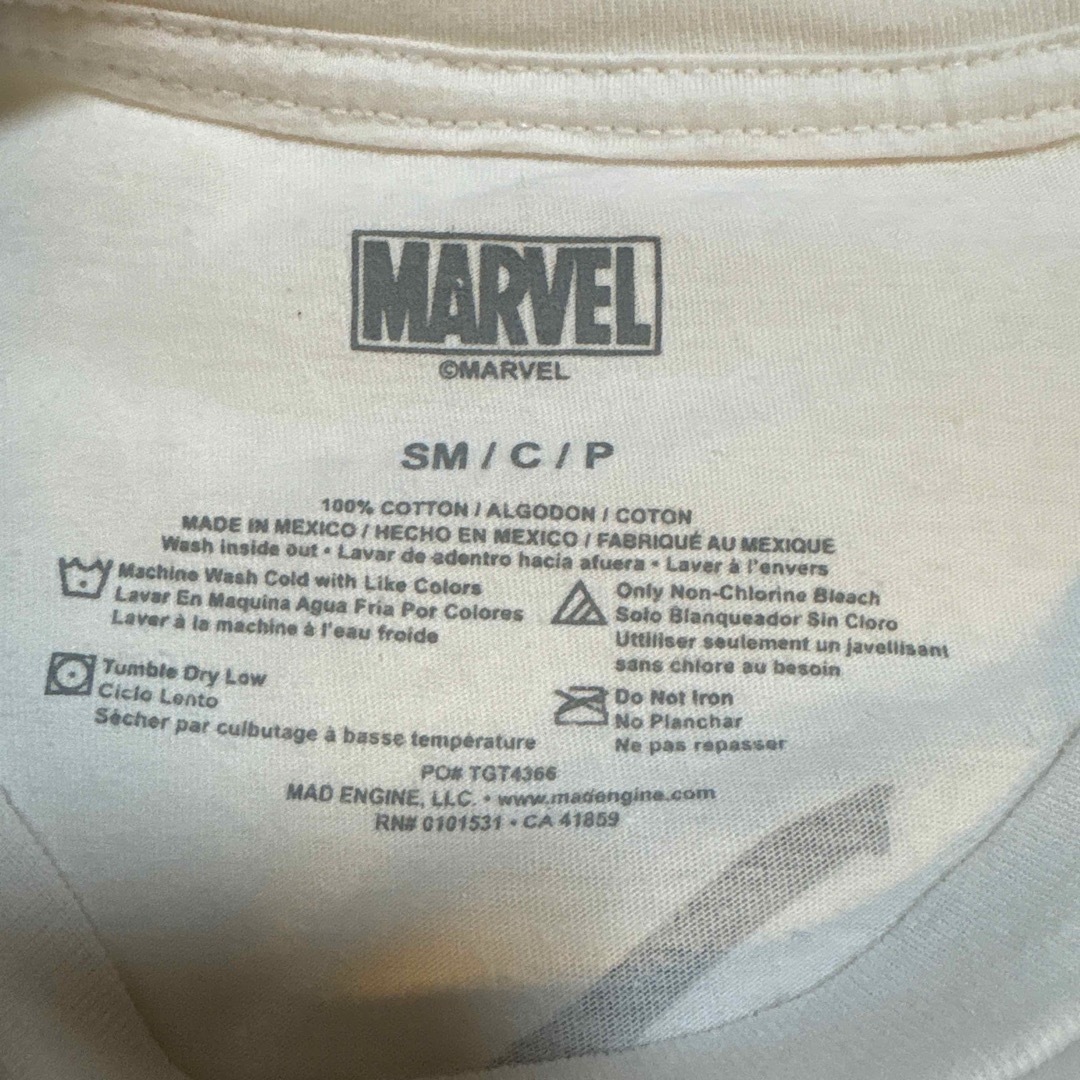 MARVEL
©MARVEL
SM / C / P
100% COTTON / ALGODON / COTON
MADE IN MEXICO / HECHO EN MEXICO / FABRIQUÉ AU MEXIQUE
Wash inside out • Lavar de adentro hacia afuera • Laver à l'envers
Machine Wash Cold with Like Colors
Lavar En Maquina Agua Fria Por Colores
Laver à la machine à l'eau froide
Only Non-Chlorine Bleach
Solo Blanqueador Sin Cloro
Uttiliser seulement un javellisant
sans chlore au besoin
Tumble Dry Low
Ciclo Lento
Sécher par culbutage à basse température
Do Not Iron
No Planchar
Ne pas repasser
PO# TGT4366
MAD ENGINE, LLC. • www.madengine.com
RN# 0101531 • CA 41859